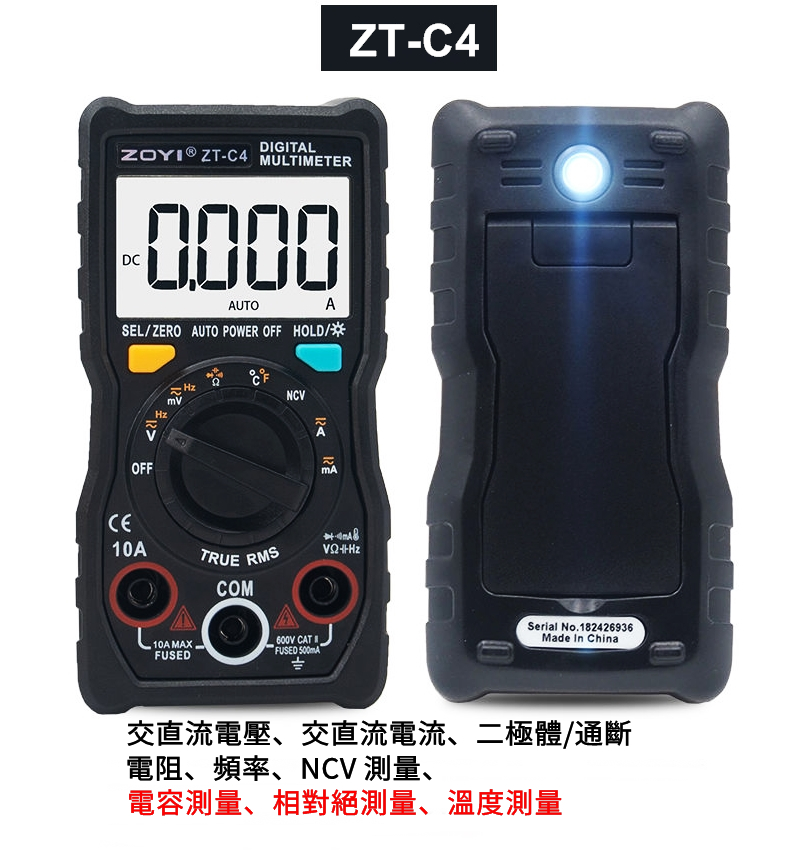 ZT-C4
ZOYI® ZT-C4 DIGITAL
MULTIMETER
DC 0.000
AUTO A
SEL/ZERO AUTO POWER OFF HOLD/
Hz
mV
Ω
°C °F
NCV
Hz
V
A
OFF
mA
CE
10A
TRUE RMS
mA
VΩHz
COM
10A MAX
FUSED
600V CAT II
FUSED 500mA
Serial No.182426936
Made In China
交直流電壓、交直流電流、二極體/通斷
電阻、頻率、NCV 測量、
電容測量、相對絕測量、溫度測量